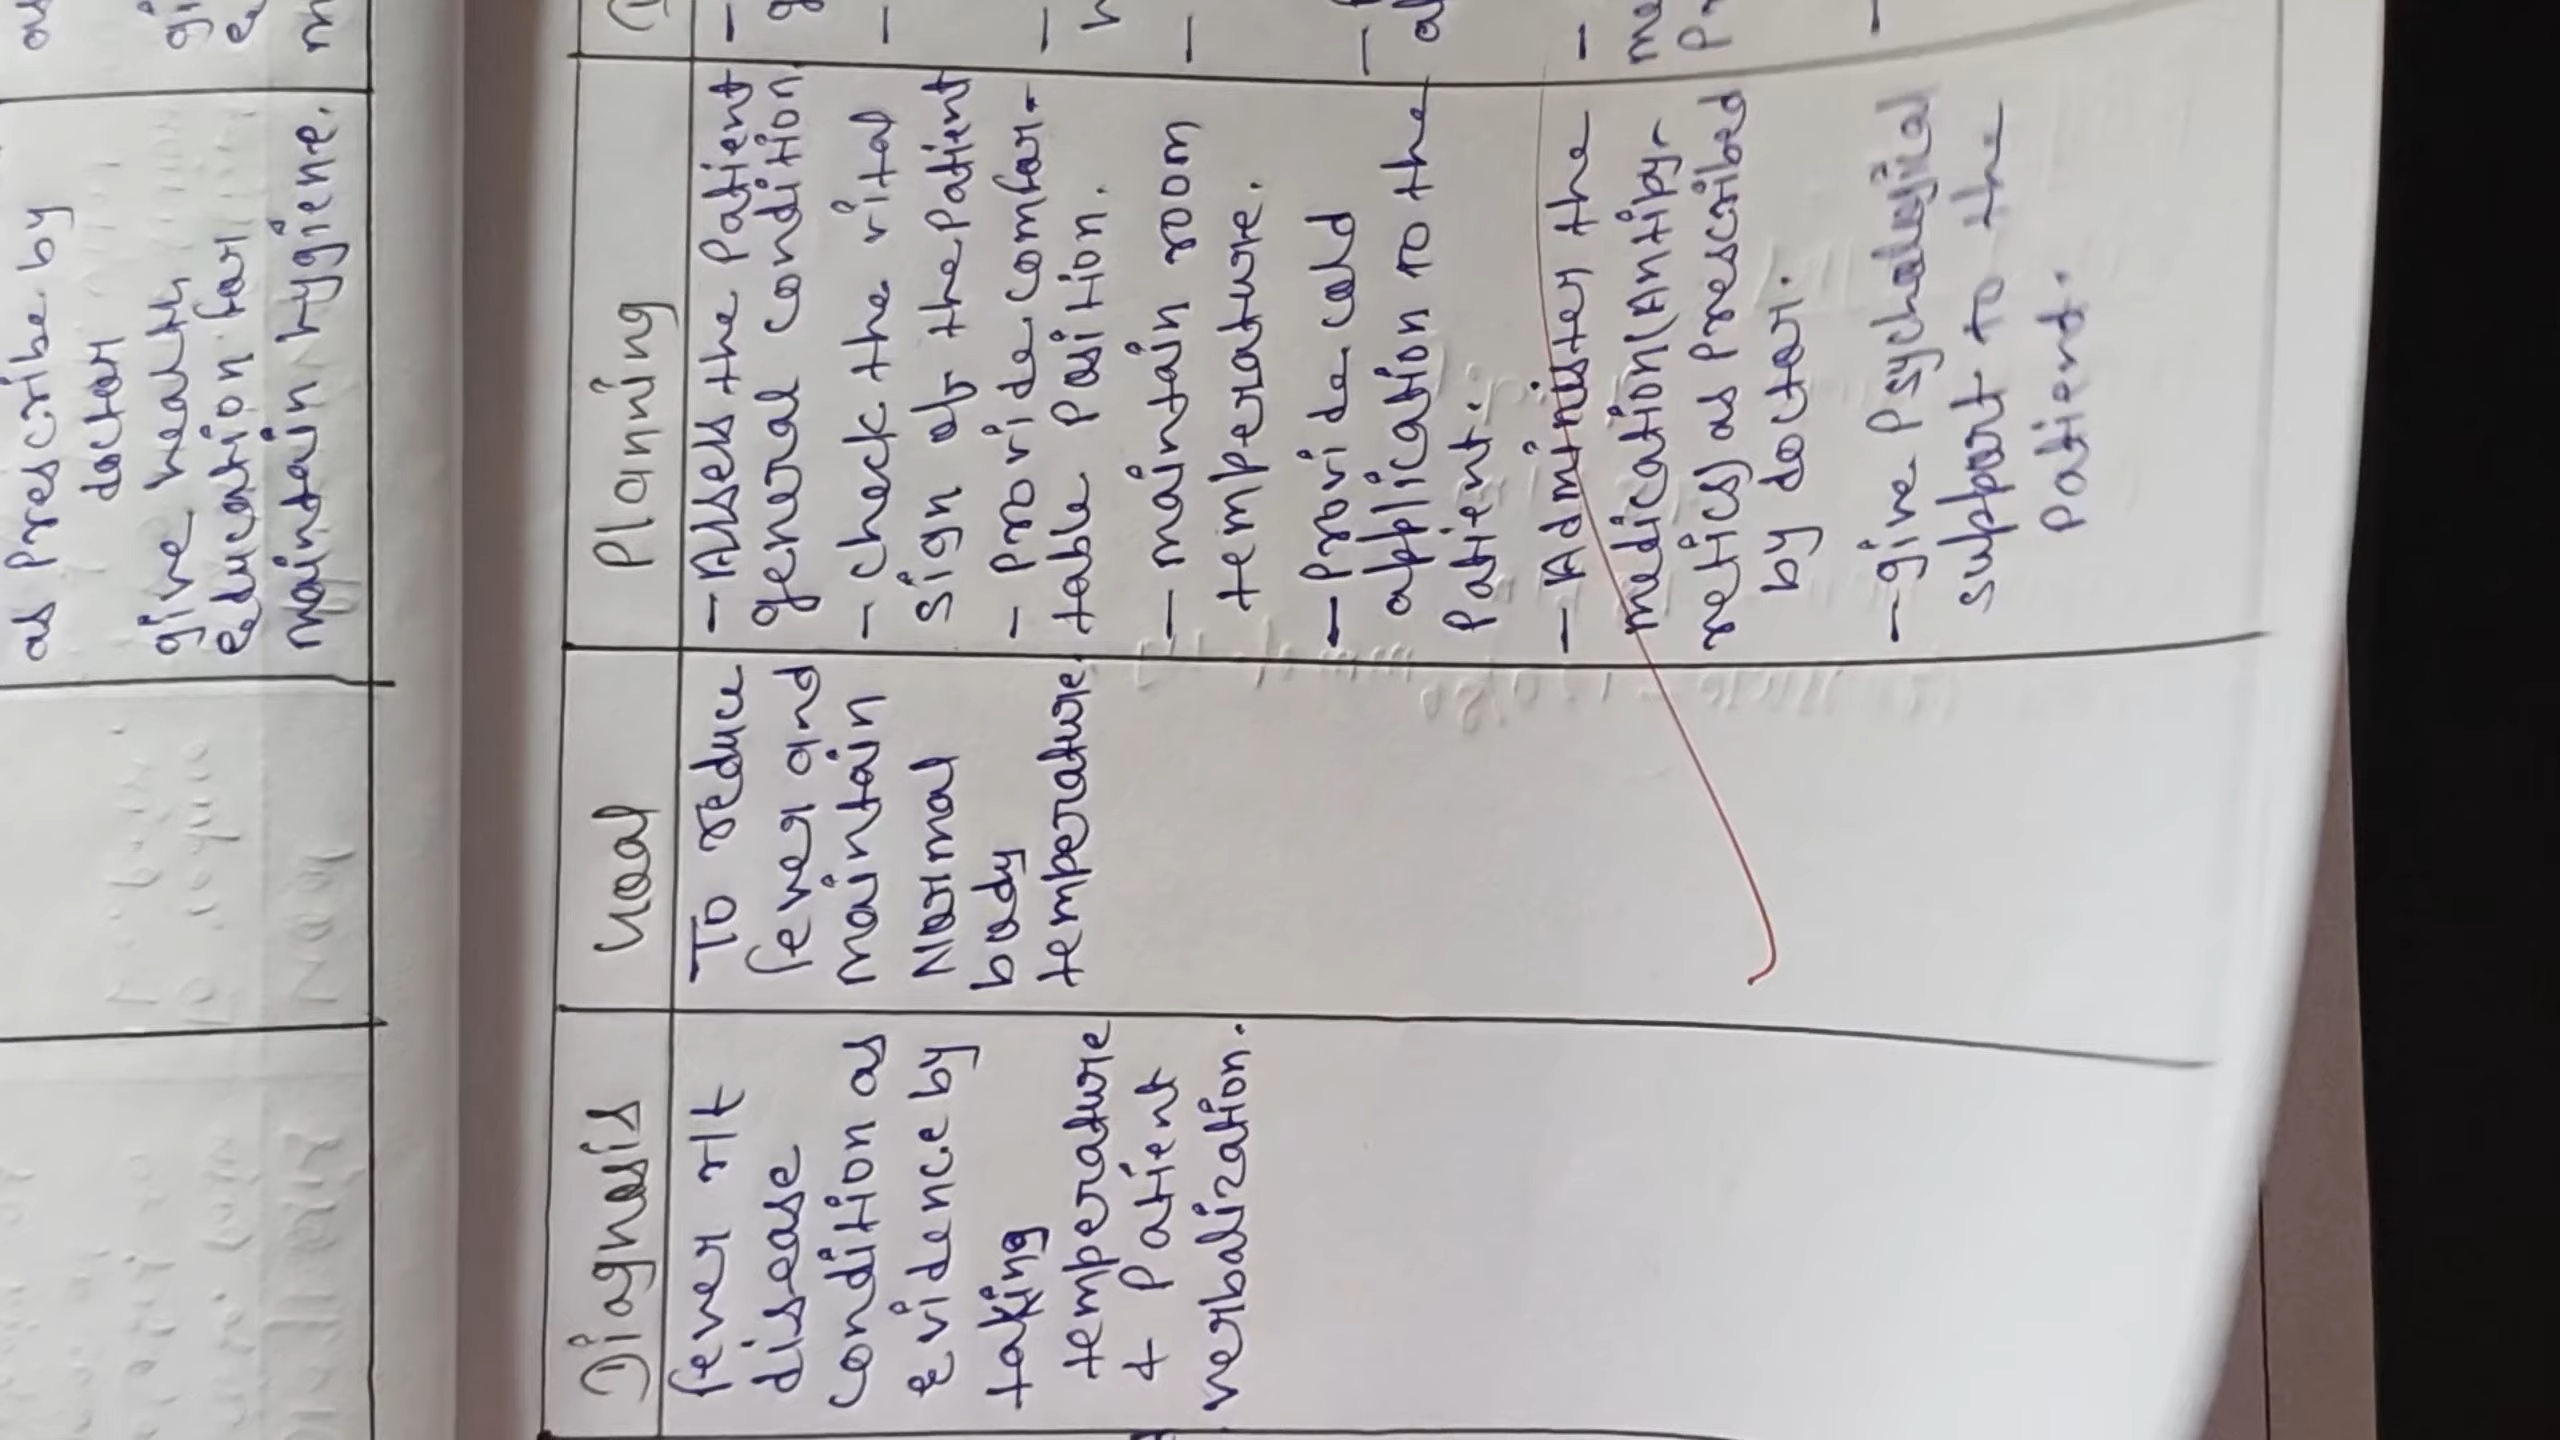 as Prescribe by
doctor
give health
education for
maintain hygiene.
Diagnosis
fever r/t
disease
condition as
evidence by
taking
temperature
+ Patient
verbalization.
Goal
To reduce
fever and
maintain
Normal
body
temperature
Planning
- Assess the Patient
general condition
- check the vital
sign of the Patient
- Provide comfor-
table Position.
- maintain room
temperature.
- Provide cold
application to the
Patient.
- Administer the
medication (Antipy-
retics) as Prescribed
by doctor.
- give Psychological
support to the
Patient.